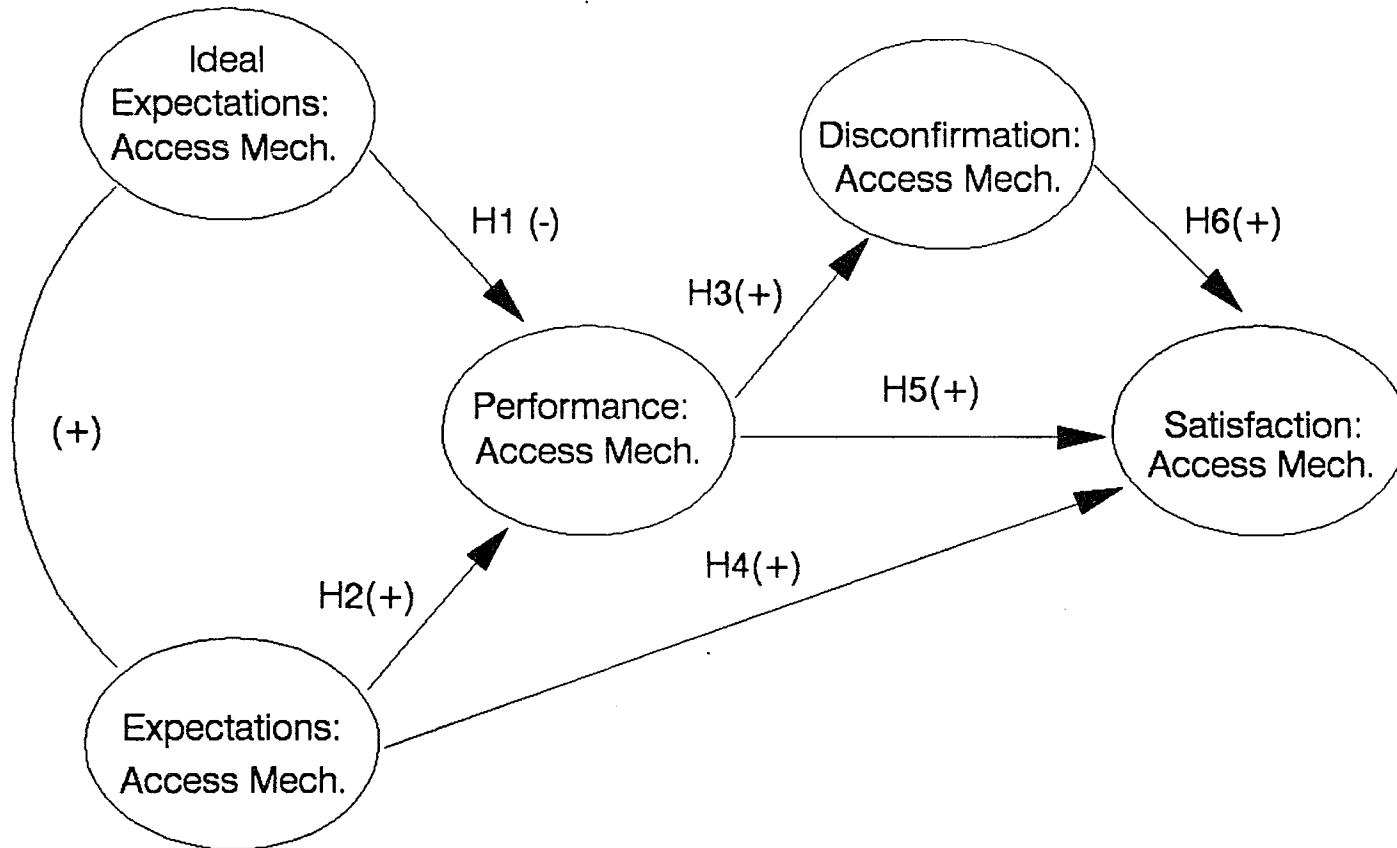 Ideal
Expectations:
Access Mech.
Disconfirmation:
Access Mech.
H1 (-)
H6(+)
H3(+)
(+)
Performance:
Access Mech.
H5(+)
Satisfaction:
Access Mech.
H2(+)
H4(+)
Expectations:
Access Mech.